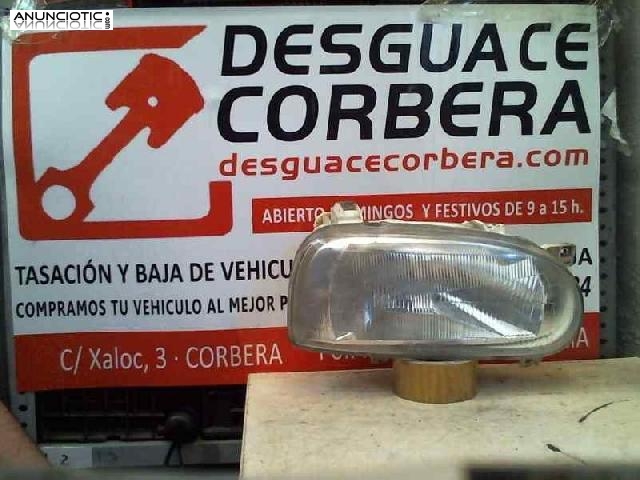 ANUNCIOTIC!
DESGUACE
CORBERA
desguacecorbera.com
ABIERTO MINGOS Y FESTIVOS DE 9 a 15 h.
TASACIÓN Y BAJA DE VEHICU
COMPRAMOS TU VEHICULO AL MEJOR P
C/ Xaloc, 3 · CORBERA